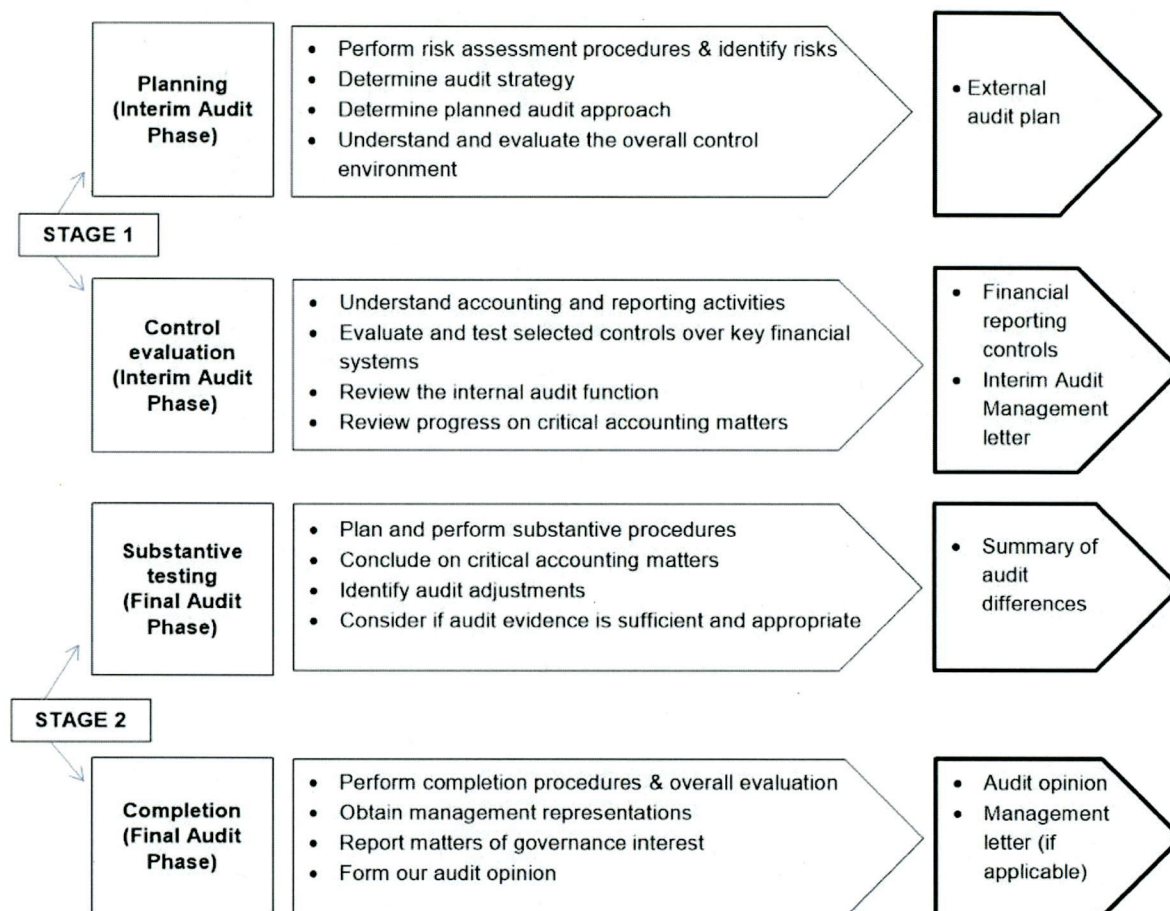 Planning
(Interim Audit
Phase)
• Perform risk assessment procedures & identify risks
• Determine audit strategy
• Determine planned audit approach
• Understand and evaluate the overall control
environment
• External
audit plan
STAGE 1
Control
evaluation
(Interim Audit
Phase)
• Understand accounting and reporting activities
• Evaluate and test selected controls over key financial
systems
• Review the internal audit function
• Review progress on critical accounting matters
• Financial
reporting
controls
• Interim Audit
Management
letter
Substantive
testing
(Final Audit
Phase)
• Plan and perform substantive procedures
• Conclude on critical accounting matters
• Identify audit adjustments
• Consider if audit evidence is sufficient and appropriate
• Summary of
audit
differences
STAGE 2
Completion
(Final Audit
Phase)
• Perform completion procedures & overall evaluation
• Obtain management representations
• Report matters of governance interest
• Form our audit opinion
• Audit opinion
• Management
letter (if
applicable)